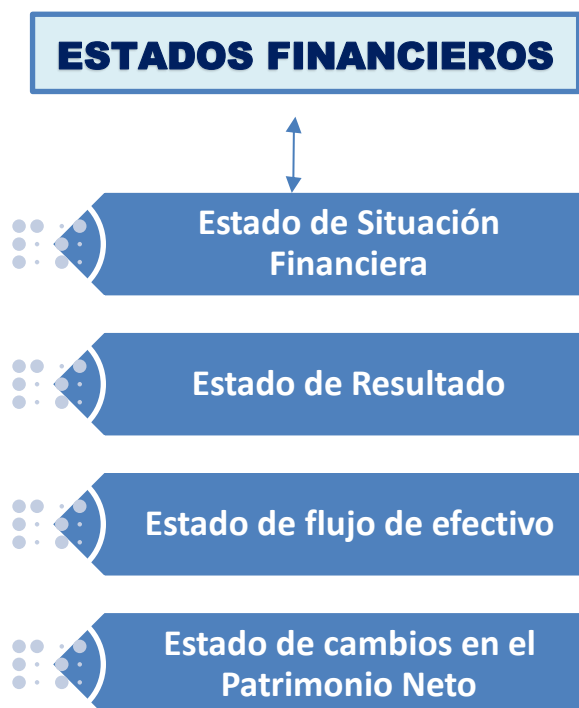 ESTADOS FINANCIEROS
Estado de Situación
Financiera
Estado de Resultado
Estado de flujo de efectivo
Estado de cambios en el
Patrimonio Neto